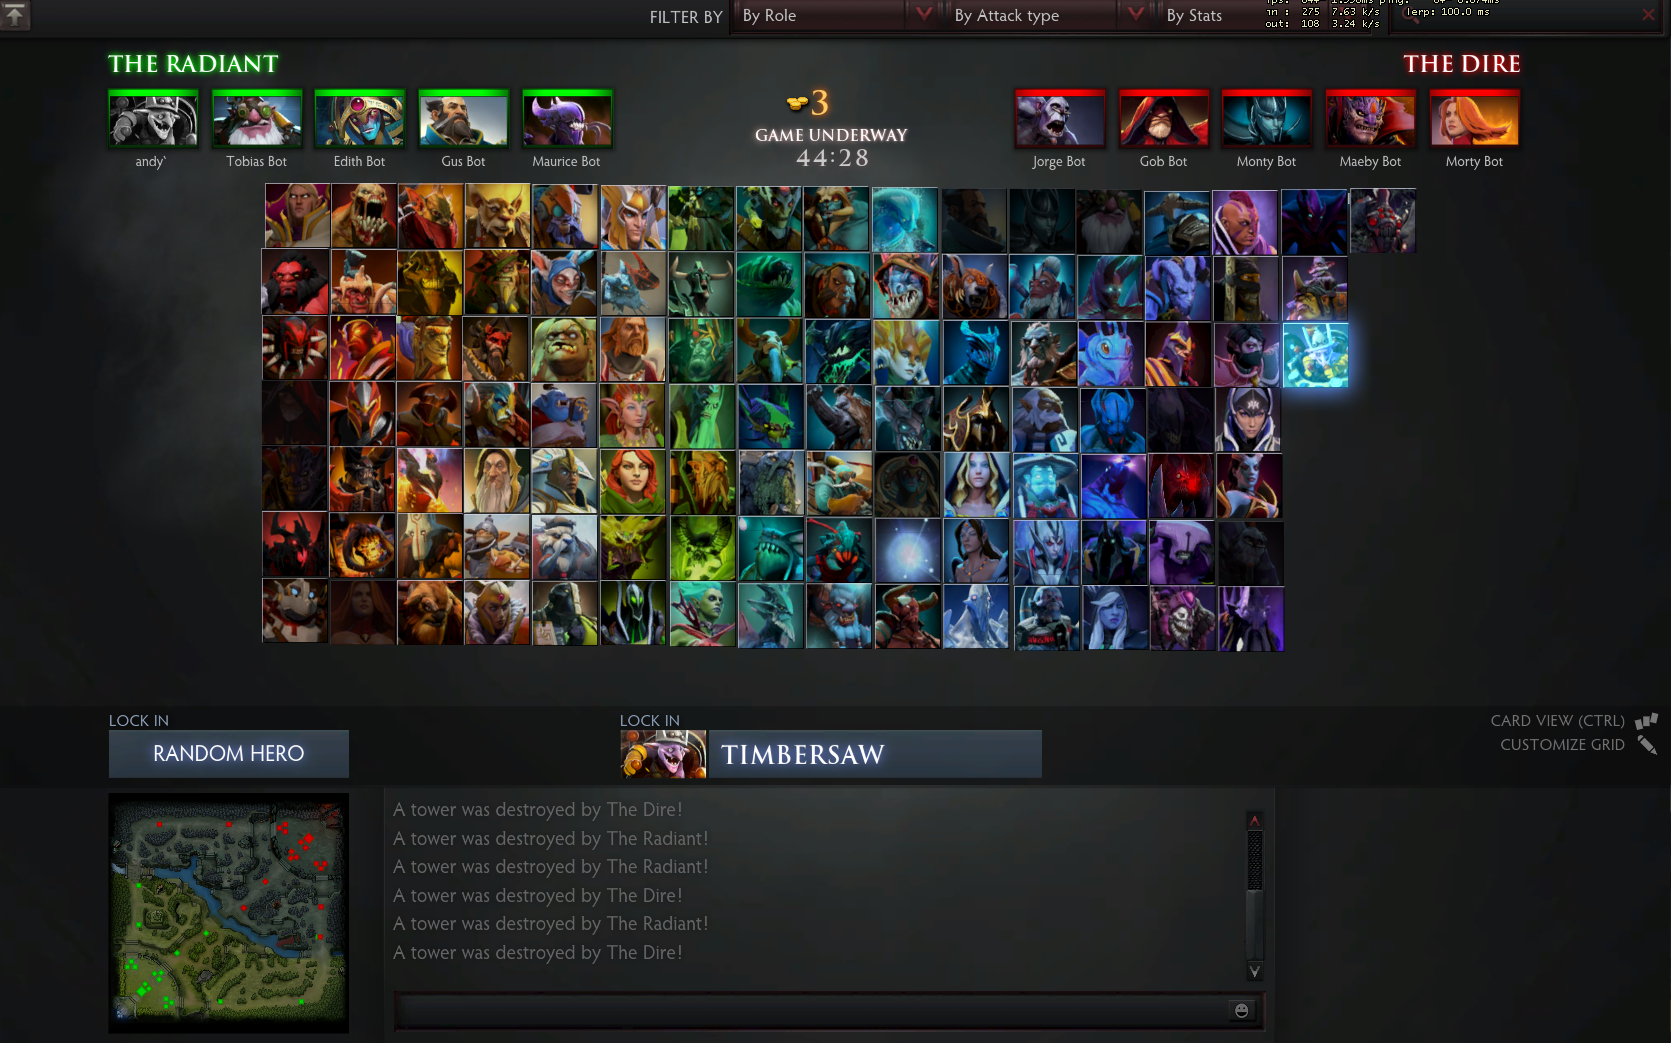 FILTER BY
By Role
By Attack type
By Stats
in : 275 7.63 k/s lerp: 100.0 ms
out: 108 3.24 k/s
THE RADIANT
THE DIRE
3
GAME UNDERWAY
44:28
andy`
Tobias Bot
Edith Bot
Gus Bot
Maurice Bot
Jorge Bot
Gob Bot
Monty Bot
Maeby Bot
Morty Bot
LOCK IN
RANDOM HERO
LOCK IN
TIMBERSAW
CARD VIEW (CTRL)
CUSTOMIZE GRID
A tower was destroyed by The Dire!
A tower was destroyed by The Radiant!
A tower was destroyed by The Radiant!
A tower was destroyed by The Dire!
A tower was destroyed by The Radiant!
A tower was destroyed by The Dire!